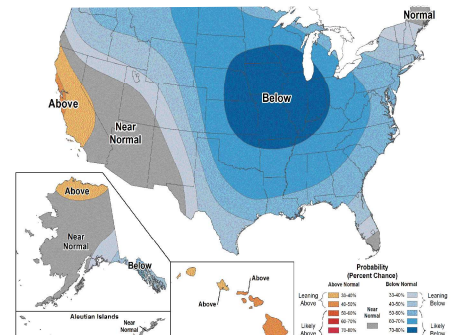 Normal
Above
Below
Near
Normal
Above
Near
Normal
Below
Above
Above
Aleutian Islands
Near
Normal
Probability
(Percent Chance)
Above Normal
Below Normal
Leaning
Above
33-40%
40-50%
50-60%
60-70%
70-80%
Likely
Above
Near
Normal
33-40%
40-50%
50-60%
60-70%
70-80%
Leaning
Below
Likely
Below